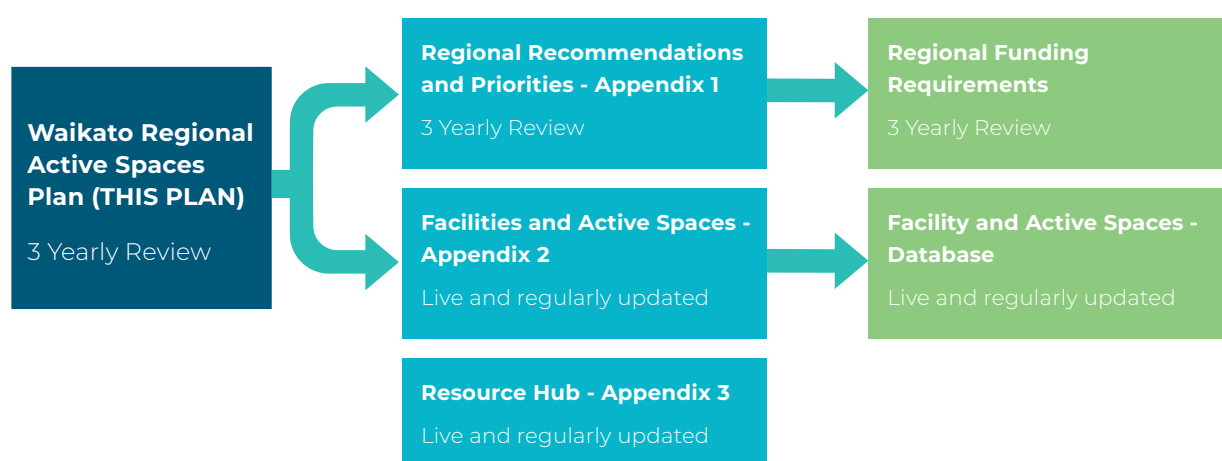 Waikato Regional
Active Spaces
Plan (THIS PLAN)
3 Yearly Review
Regional Recommendations
and Priorities - Appendix 1
3 Yearly Review
Regional Funding
Requirements
3 Yearly Review
Facilities and Active Spaces -
Appendix 2
Live and regularly updated
Facility and Active Spaces -
Database
Live and regularly updated
Resource Hub - Appendix 3
Live and regularly updated